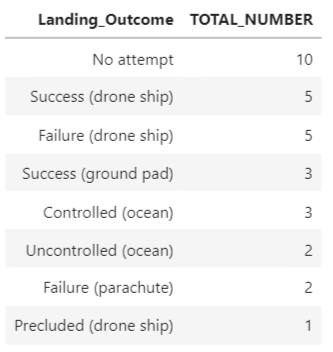 Landing_Outcome TOTAL_NUMBER
No attempt 10
Success (drone ship) 5
Failure (drone ship) 5
Success (ground pad) 3
Controlled (ocean) 3
Uncontrolled (ocean) 2
Failure (parachute) 2
Precluded (drone ship) 1